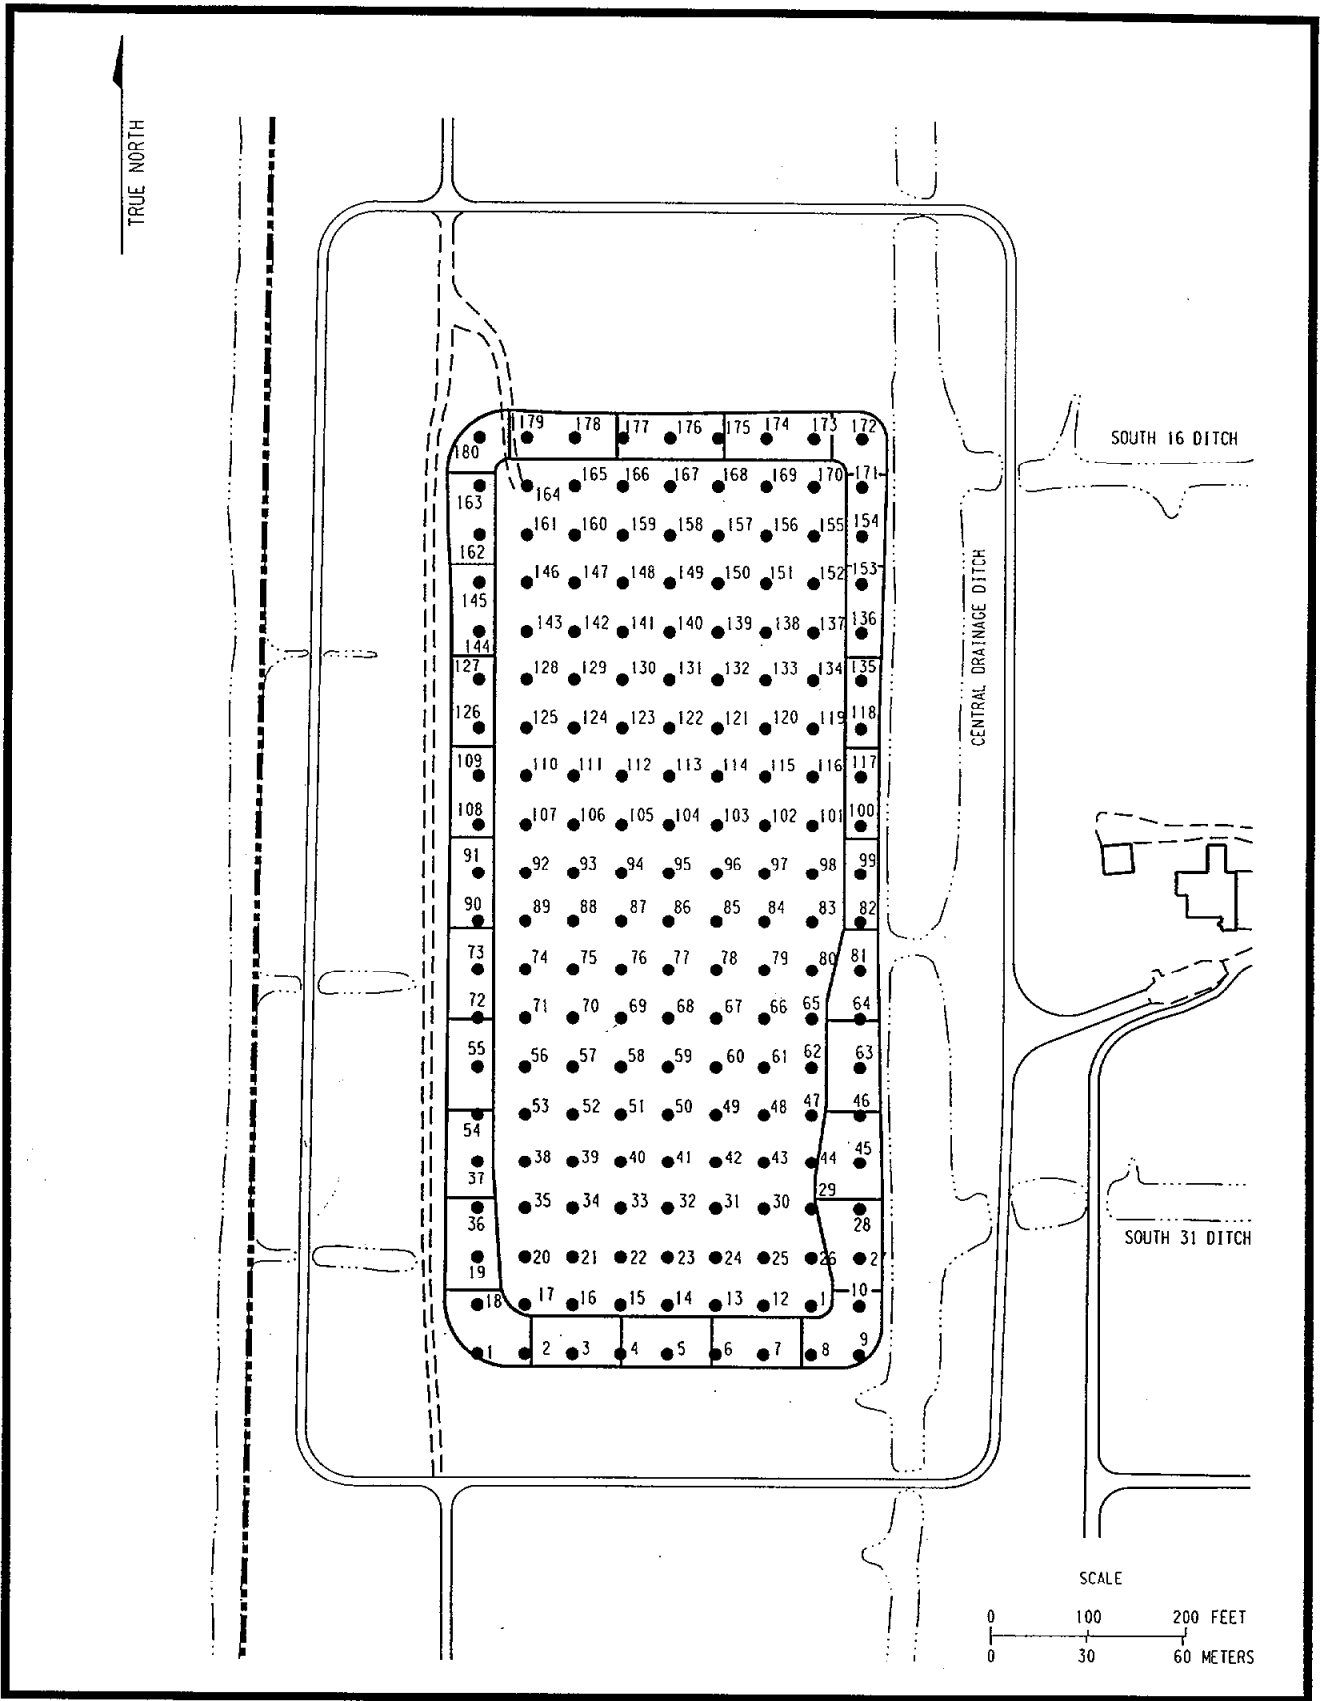 TRUE NORTH
SOUTH 16 DITCH
179 178 177 176 175 174 173 172
180
165 166 167 168 169 170 171
163 164
161 160 159 158 157 156 155 154
162
146 147 148 149 150 151 152 153
145
143 142 141 140 139 138 137 136
144
127 128 129 130 131 132 133 134 135
126 125 124 123 122 121 120 119 118
109 110 111 112 113 114 115 116 117
108 107 106 105 104 103 102 101 100
91 92 93 94 95 96 97 98 99
90 89 88 87 86 85 84 83 82
73 74 75 76 77 78 79 80 81
72 71 70 69 68 67 66 65 64
55 56 57 58 59 60 61 62 63
53 52 51 50 49 48 47 46
54
38 39 40 41 42 43 44 45
37
35 34 33 32 31 30 29
36 28
20 21 22 23 24 25 26 2
19
18 17 16 15 14 13 12 1 10
1 2 3 4 5 6 7 8 9
CENTRAL DRAINAGE DITCH
SOUTH 31 DITCH
SCALE
0 100 200 FEET
0 30 60 METERS